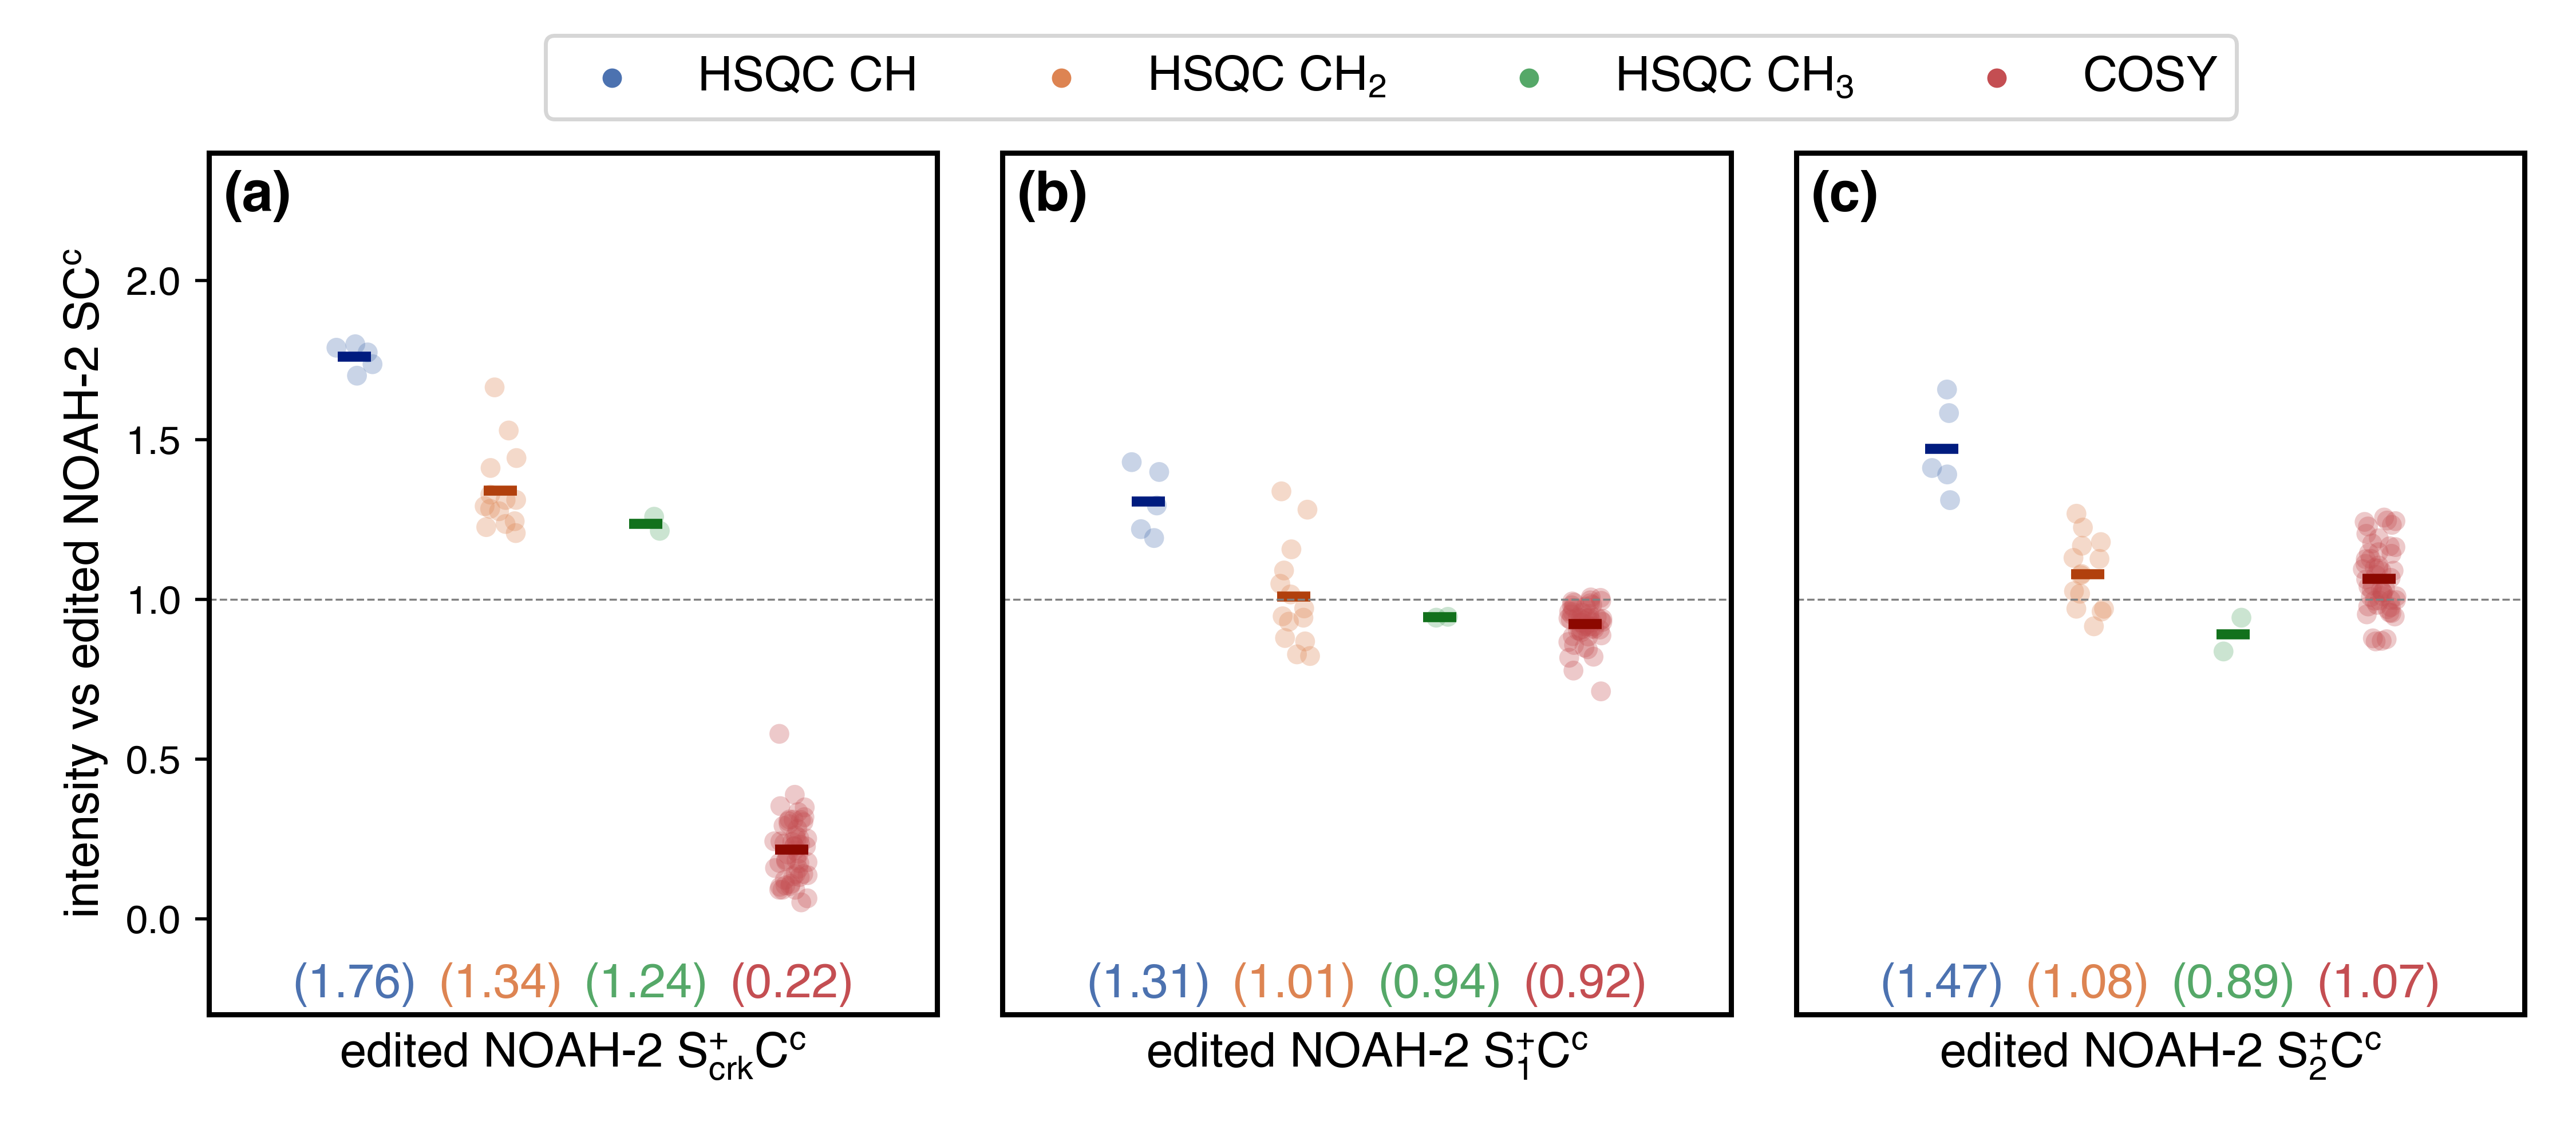 HSQC CH HSQC CH₂ HSQC CH₃ COSY
(a) (b) (c)
intensity vs edited NOAH-2 SCᶜ
2.0
1.5
1.0
0.5
0.0
(1.76) (1.34) (1.24) (0.22) (1.31) (1.01) (0.94) (0.92) (1.47) (1.08) (0.89) (1.07)
edited NOAH-2 S⁺crkCᶜ edited NOAH-2 S⁺₁Cᶜ edited NOAH-2 S⁺₂Cᶜ